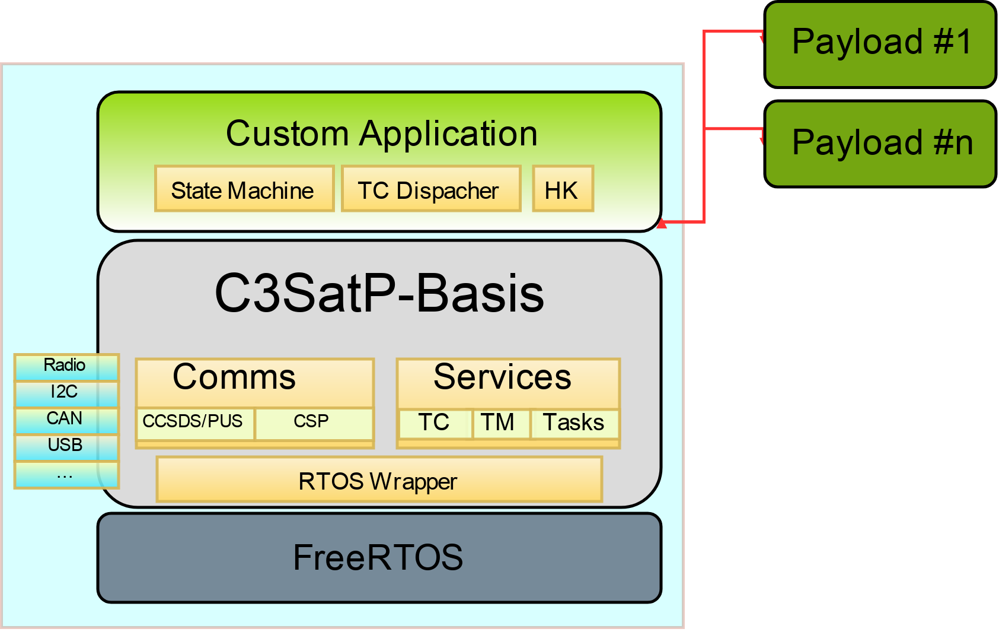 Payload #1
Payload #n
Custom Application
State Machine
TC Dispacher
HK
C3SatP-Basis
Radio
I2C
CAN
USB
...
Comms
CCSDS/PUS
CSP
Services
TC
TM
Tasks
RTOS Wrapper
FreeRTOS